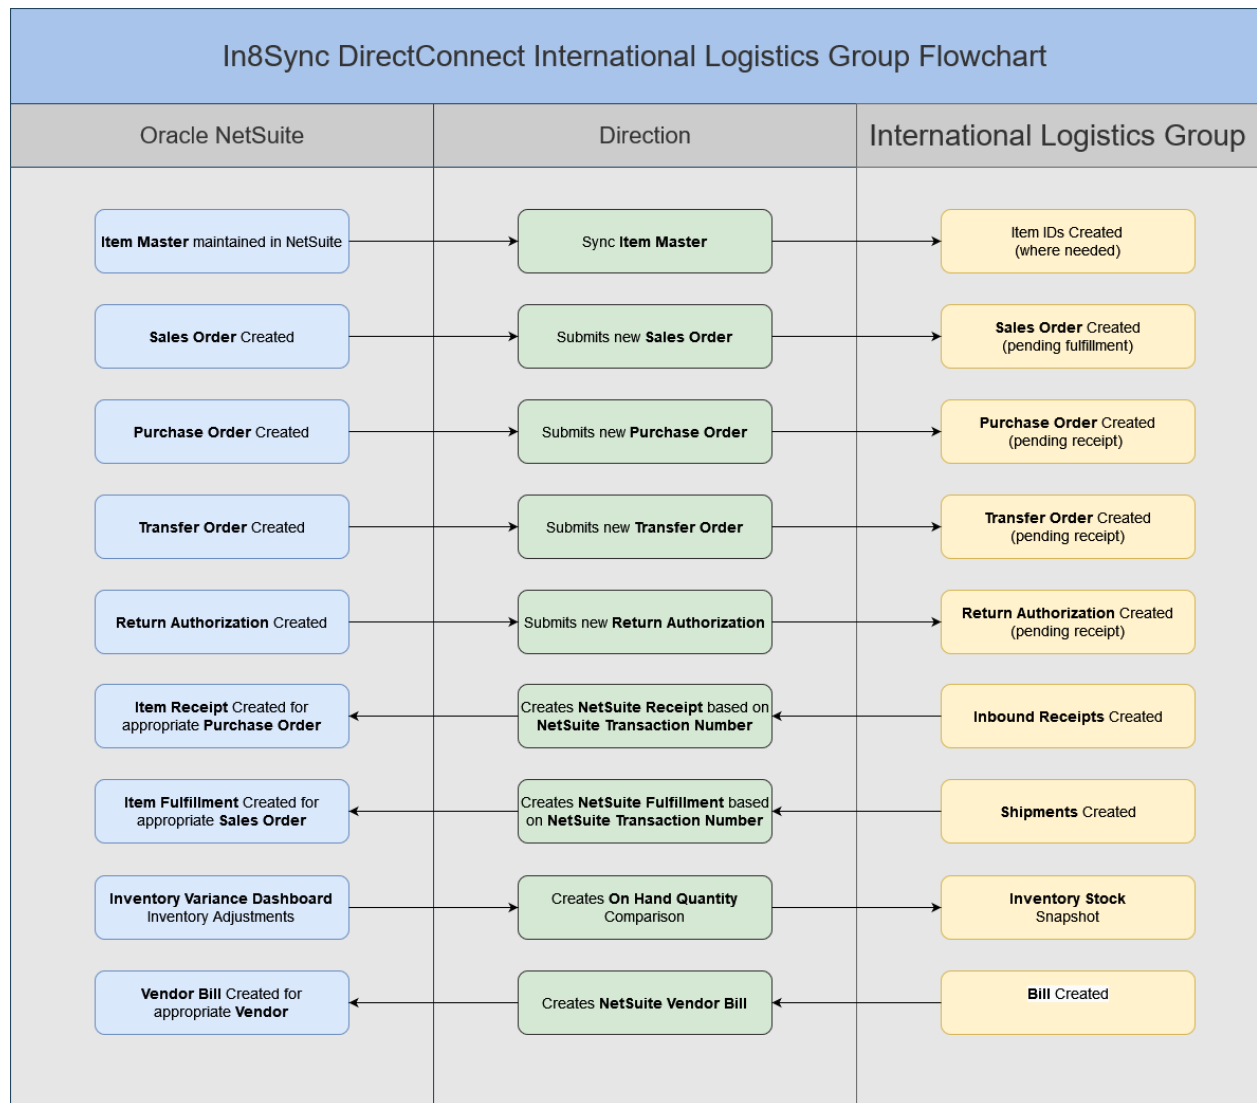 In8Sync DirectConnect International Logistics Group Flowchart
Oracle NetSuite
Direction
International Logistics Group
Item Master maintained in NetSuite
Sync Item Master
Item IDs Created
(where needed)
Sales Order Created
Submits new Sales Order
Sales Order Created
(pending fulfillment)
Purchase Order Created
Submits new Purchase Order
Purchase Order Created
(pending receipt)
Transfer Order Created
Submits new Transfer Order
Transfer Order Created
(pending receipt)
Return Authorization Created
Submits new Return Authorization
Return Authorization Created
(pending receipt)
Item Receipt Created for
appropriate Purchase Order
Creates NetSuite Receipt based on
NetSuite Transaction Number
Inbound Receipts Created
Item Fulfillment Created for
appropriate Sales Order
Creates NetSuite Fulfillment based
on NetSuite Transaction Number
Shipments Created
Inventory Variance Dashboard
Inventory Adjustments
Creates On Hand Quantity
Comparison
Inventory Stock
Snapshot
Vendor Bill Created for
appropriate Vendor
Creates NetSuite Vendor Bill
Bill Created